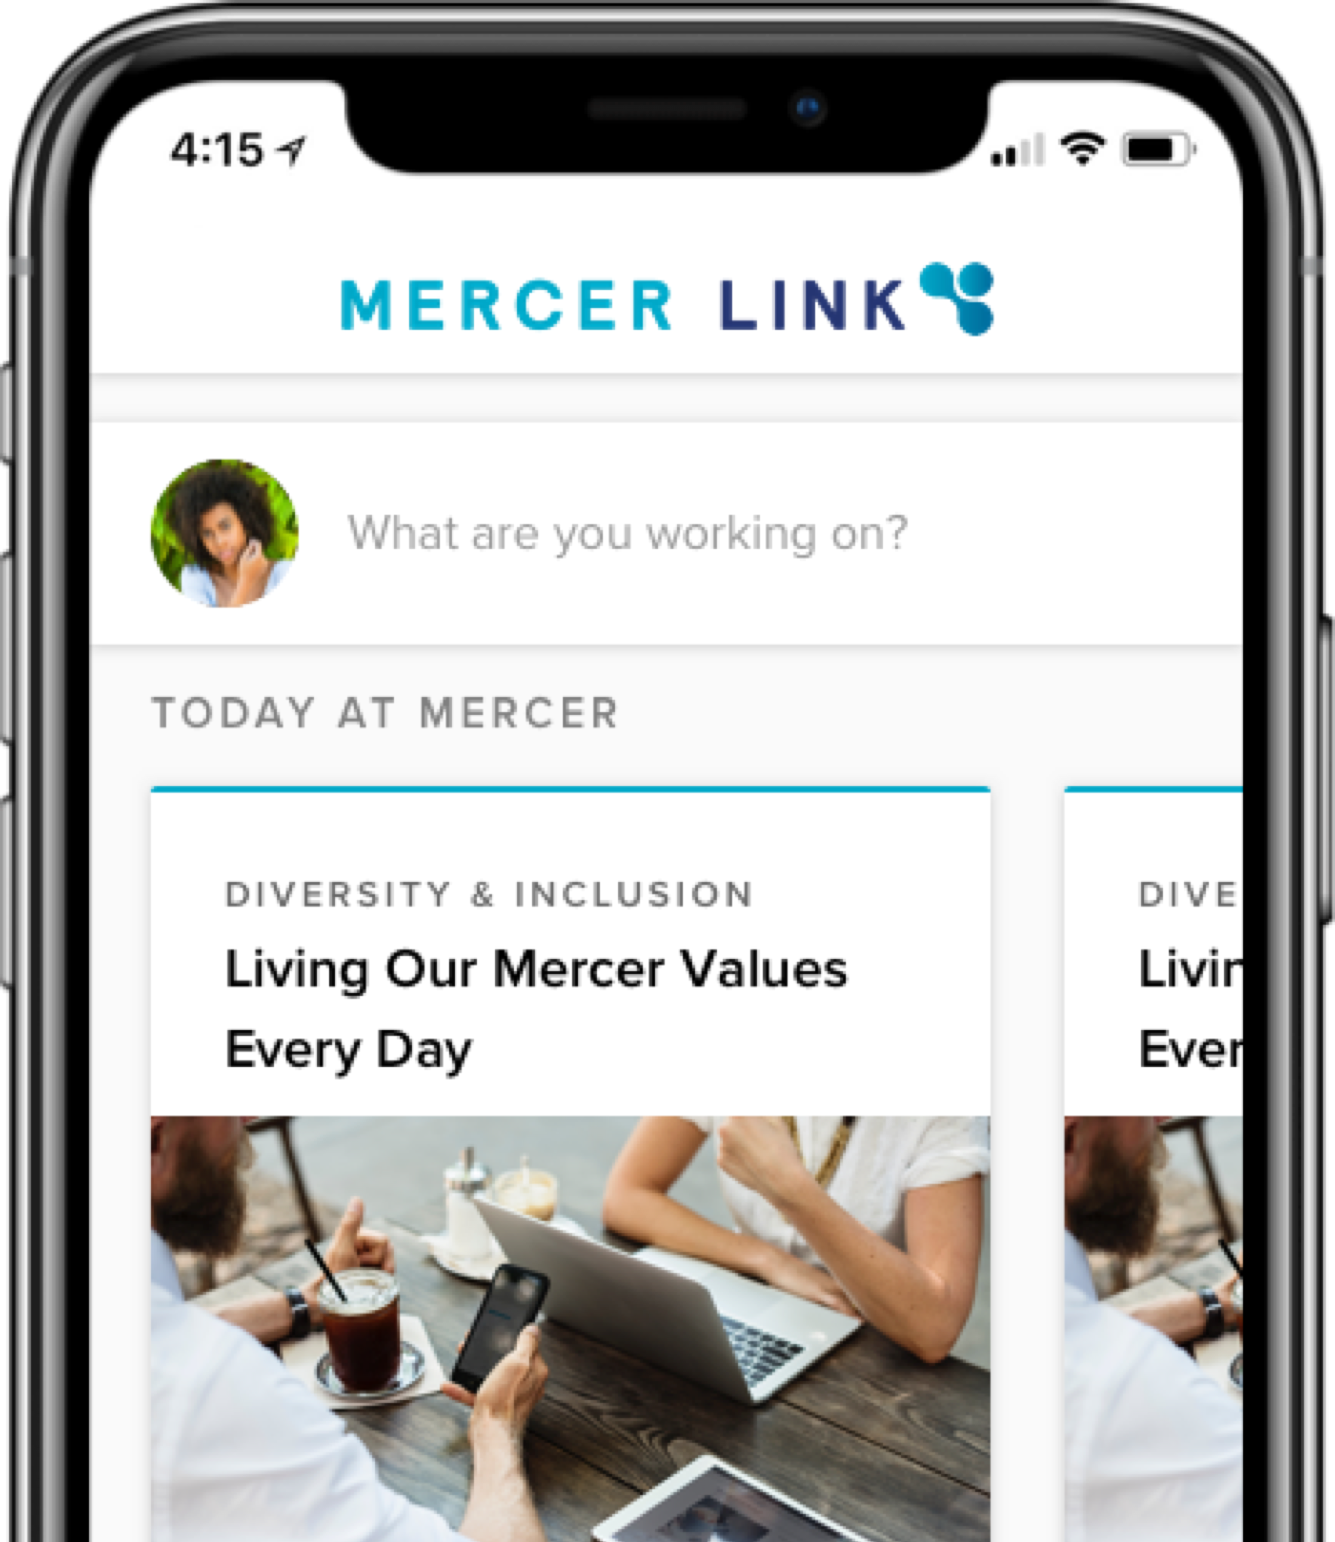 4:15
MERCER LINK
What are you working on?
TODAY AT MERCER
DIVERSITY & INCLUSION
Living Our Mercer Values
Every Day
DIVE
Livin
Ever